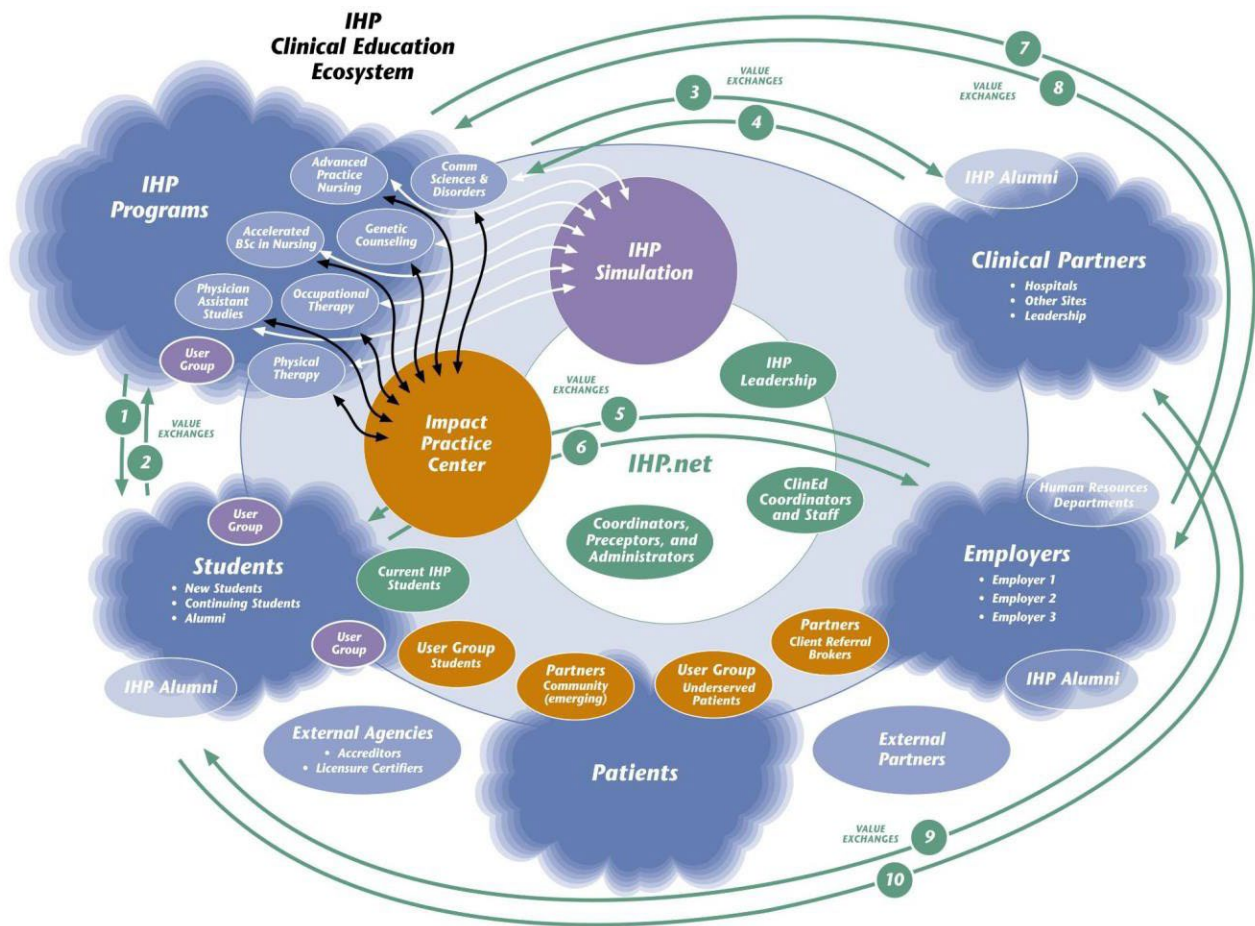 IHP
Clinical Education
Ecosystem
7
VALUE
EXCHANGES
8
VALUE
EXCHANGES
3
4
IHP
Programs
Advanced
Practice
Nursing
Comm
Sciences &
Disorders
Accelerated
BSc in Nursing
Genetic
Counseling
Physician
Assistant
Studies
Occupational
Therapy
User
Group
Physical
Therapy
IHP
Simulation
IHP Alumni
Clinical Partners
• Hospitals
• Other Sites
• Leadership
1
VALUE
EXCHANGES
2
Impact
Practice
Center
VALUE
EXCHANGES
5
6
IHP.net
IHP
Leadership
ClinEd
Coordinators
and Staff
Coordinators,
Preceptors, and
Administrators
Human Resources
Departments
Employers
• Employer 1
• Employer 2
• Employer 3
IHP Alumni
User
Group
Students
• New Students
• Continuing Students
• Alumni
Current IHP
Students
User
Group
IHP Alumni
User Group
Students
Partners
Community
(emerging)
User Group
Underserved
Patients
Partners
Client Referral
Brokers
External Agencies
• Accreditors
• Licensure Certifiers
Patients
External
Partners
VALUE
EXCHANGES
9
10